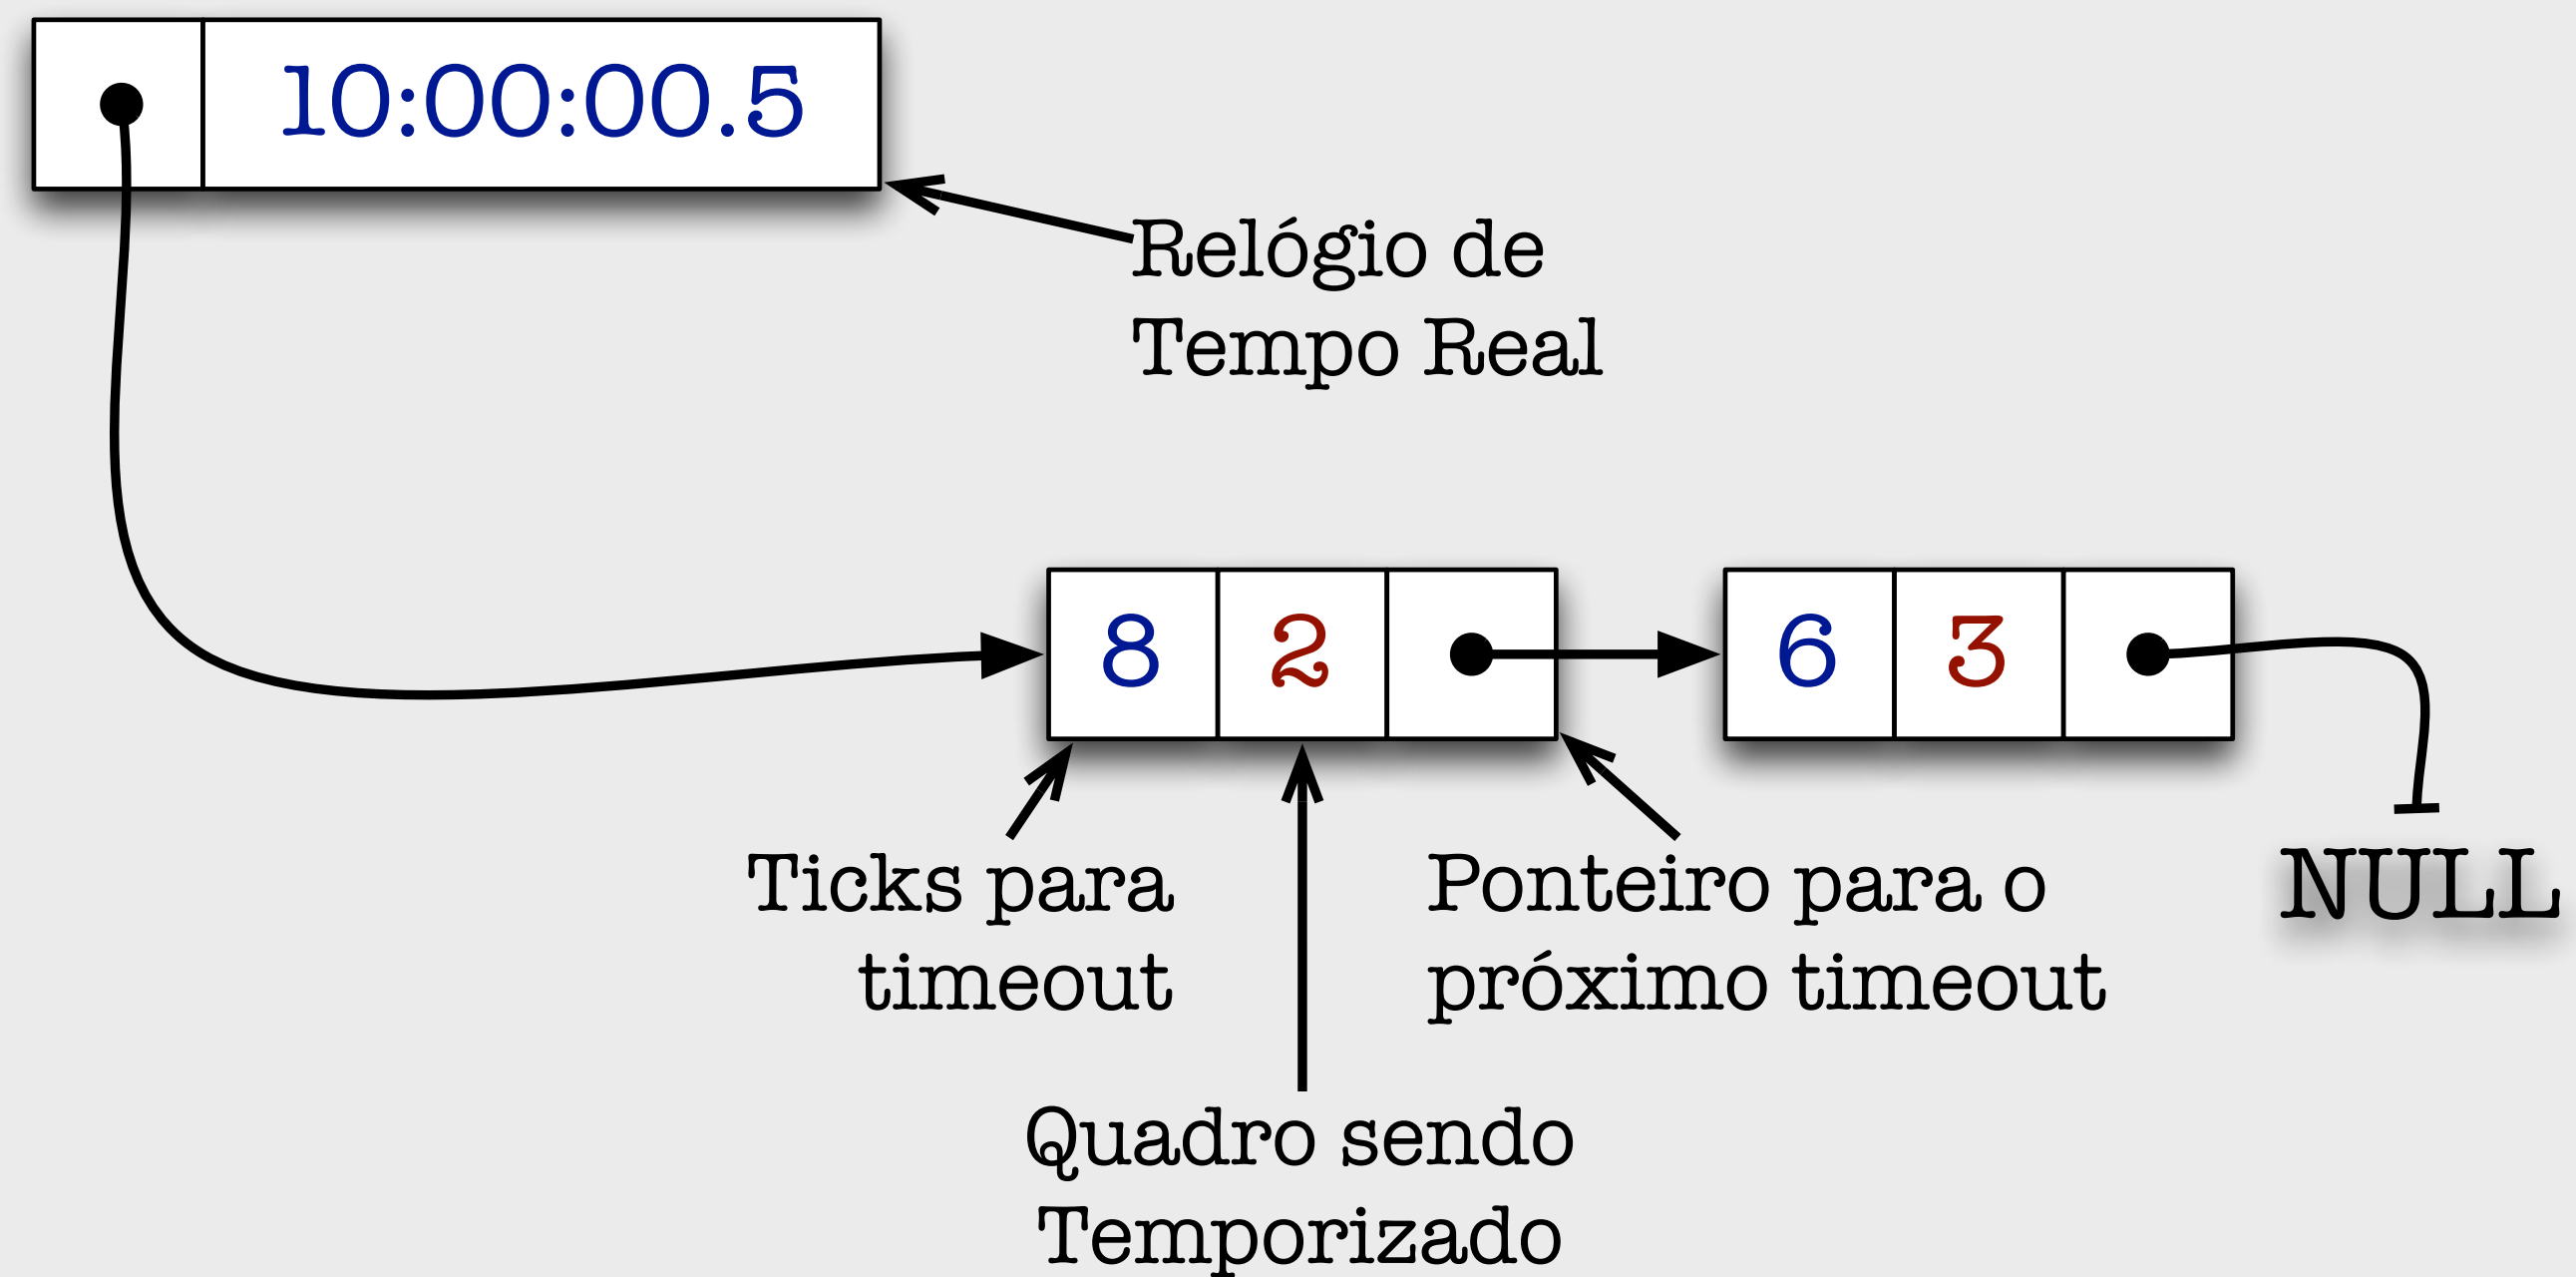 10:00:00.5
Relógio de
Tempo Real
8 2 6 3
Ticks para
timeout
Ponteiro para o
próximo timeout
NULL
Quadro sendo
Temporizado